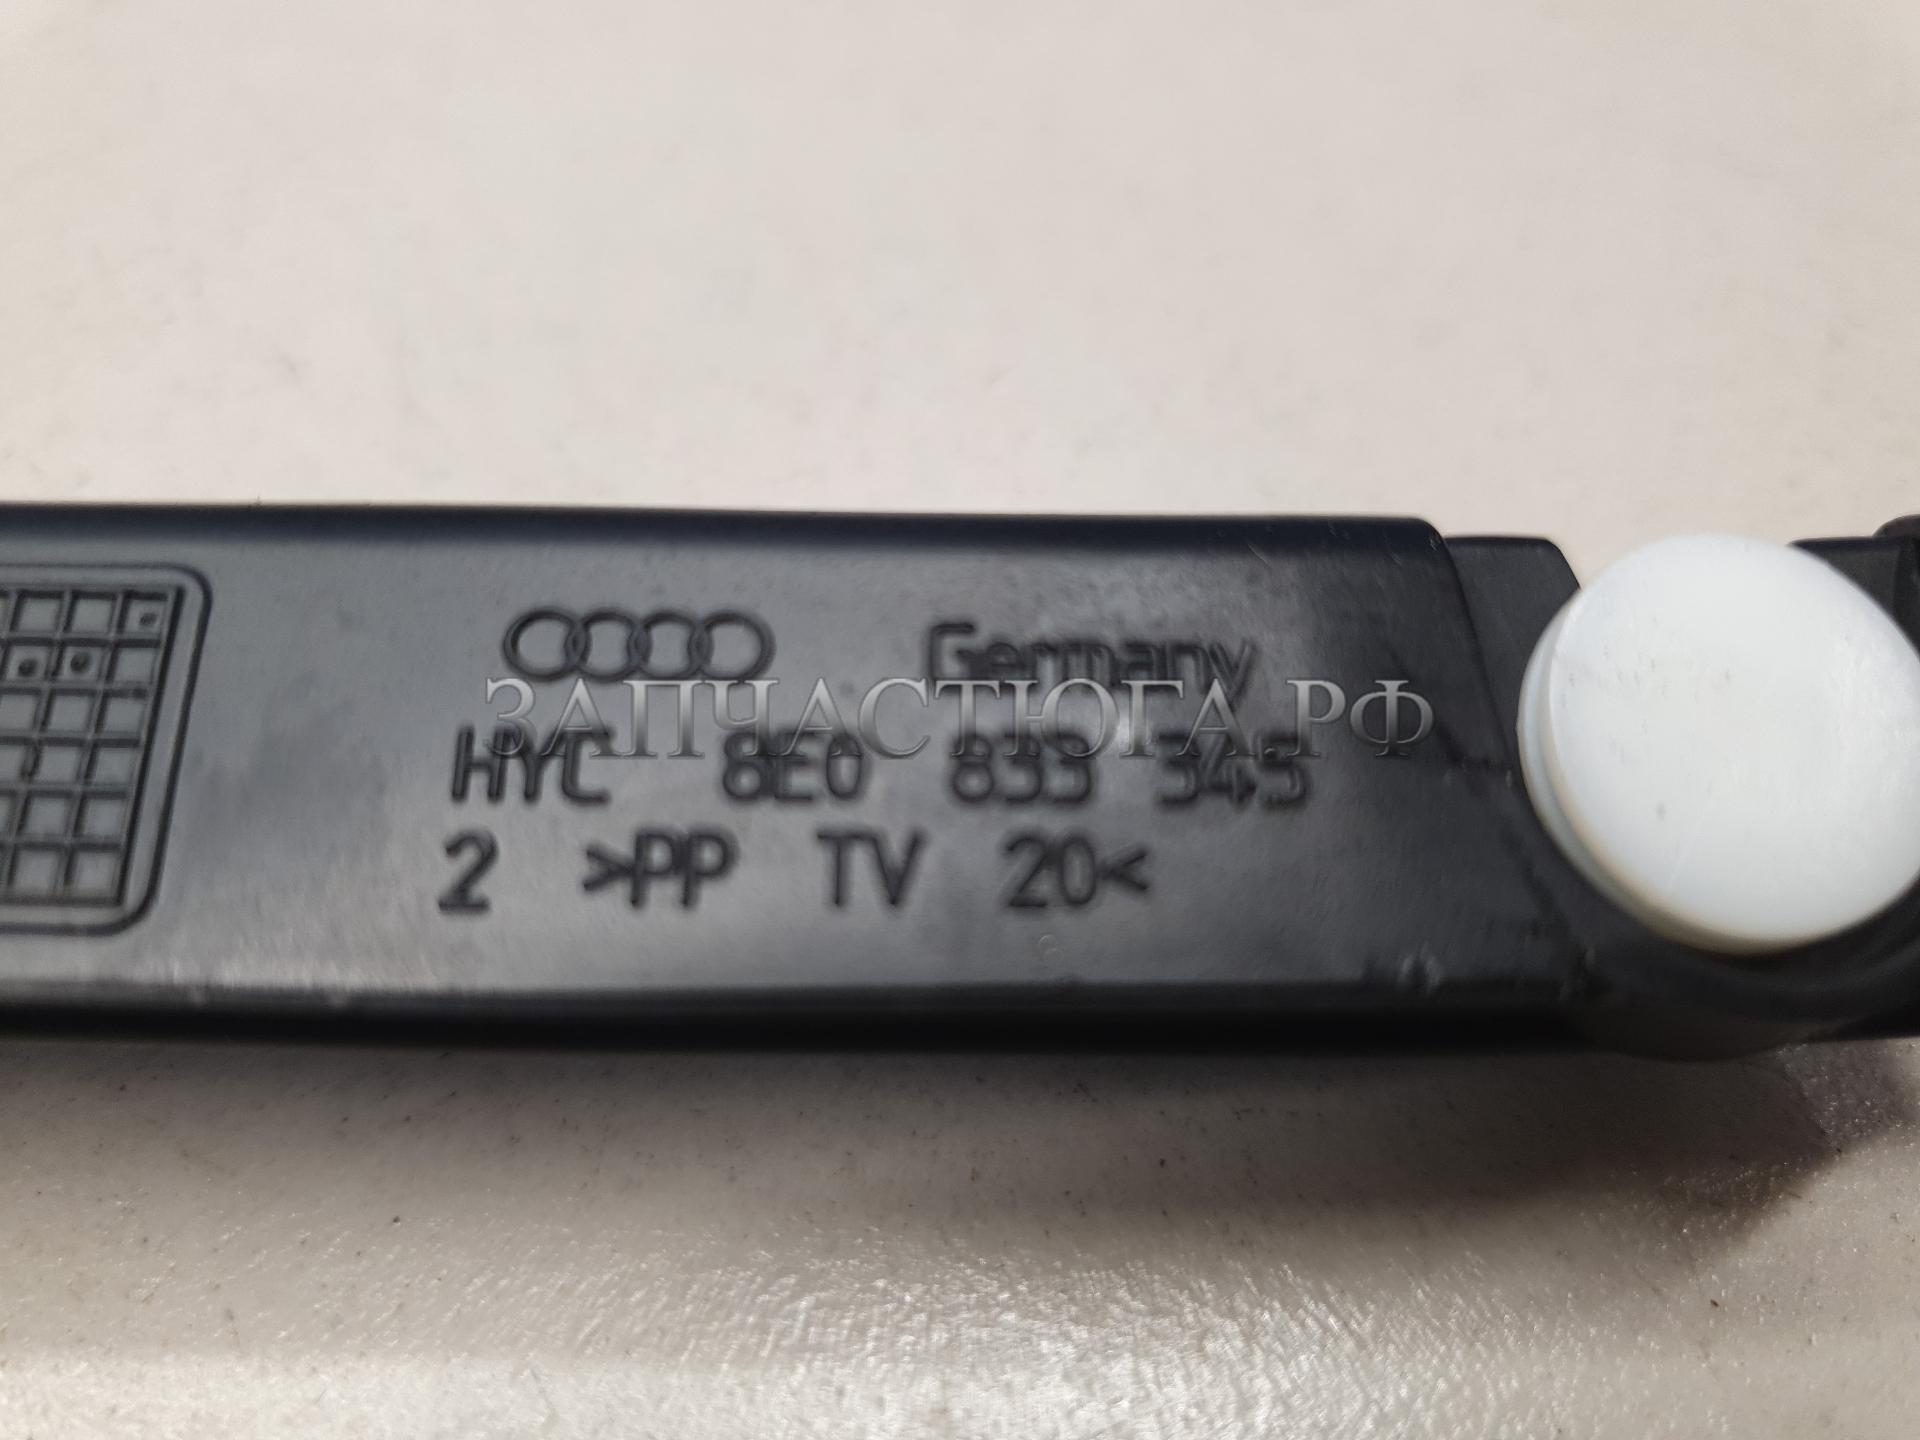 Germany
ЗАПЧАСТЮГА.РФ
HYC 8E0 833 345
2 >PP TV 20<